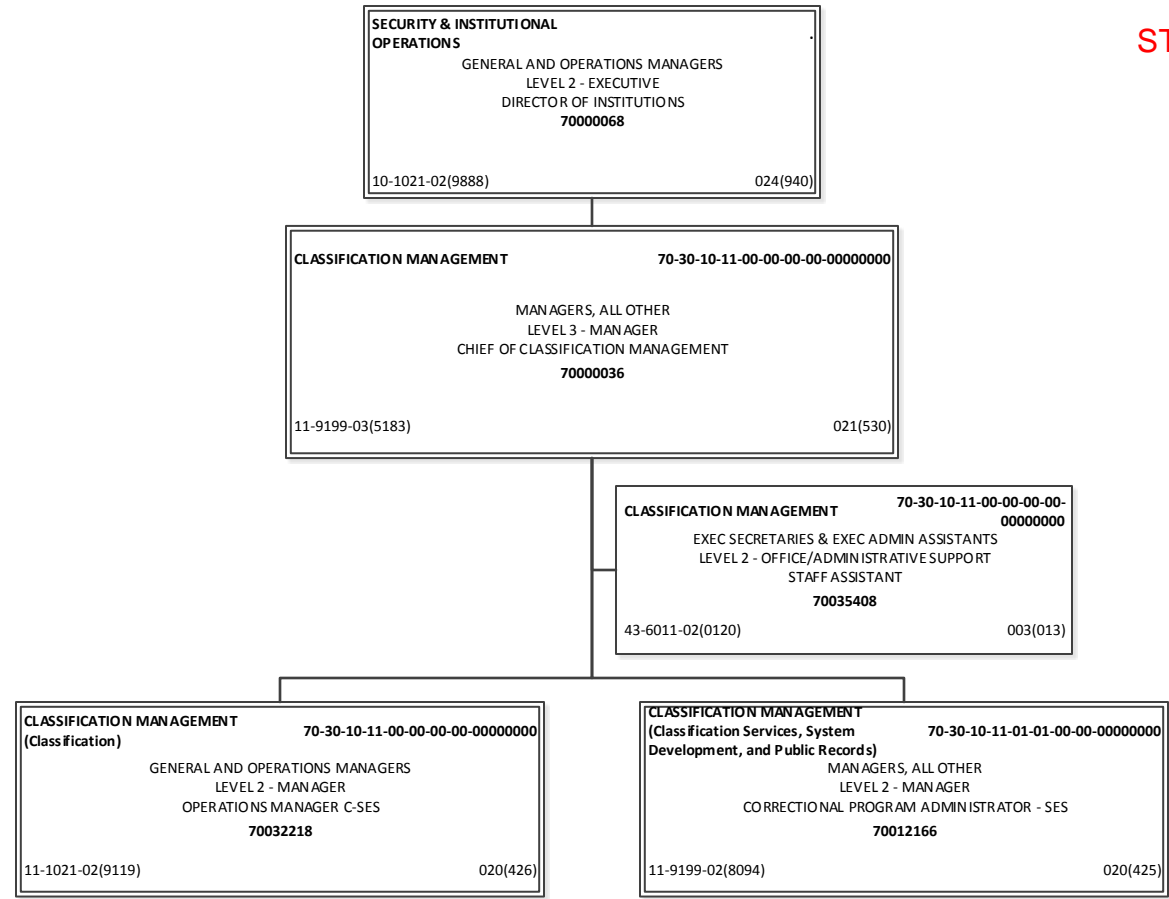 SECURITY & INSTITUTIONAL
OPERATIONS
.
GENERAL AND OPERATIONS MANAGERS
LEVEL 2 - EXECUTIVE
DIRECTOR OF INSTITUTIONS
70000068
10-1021-02(9888) 024(940)
ST
CLASSIFICATION MANAGEMENT 70-30-10-11-00-00-00-00-00000000
MANAGERS, ALL OTHER
LEVEL 3 - MANAGER
CHIEF OF CLASSIFICATION MANAGEMENT
70000036
11-9199-03(5183) 021(530)
CLASSIFICATION MANAGEMENT 70-30-10-11-00-00-00-00-
00000000
EXEC SECRETARIES & EXEC ADMIN ASSISTANTS
LEVEL 2 - OFFICE/ADMINISTRATIVE SUPPORT
STAFF ASSISTANT
70035408
43-6011-02(0120) 003(013)
CLASSIFICATION MANAGEMENT
(Classification) 70-30-10-11-00-00-00-00-00000000
GENERAL AND OPERATIONS MANAGERS
LEVEL 2 - MANAGER
OPERATIONS MANAGER C-SES
70032218
11-1021-02(9119) 020(426)
CLASSIFICATION MANAGEMENT
(Classification Services, System 70-30-10-11-01-01-00-00-00000000
Development, and Public Records)
MANAGERS, ALL OTHER
LEVEL 2 - MANAGER
CORRECTIONAL PROGRAM ADMINISTRATOR - SES
70012166
11-9199-02(8094) 020(425)